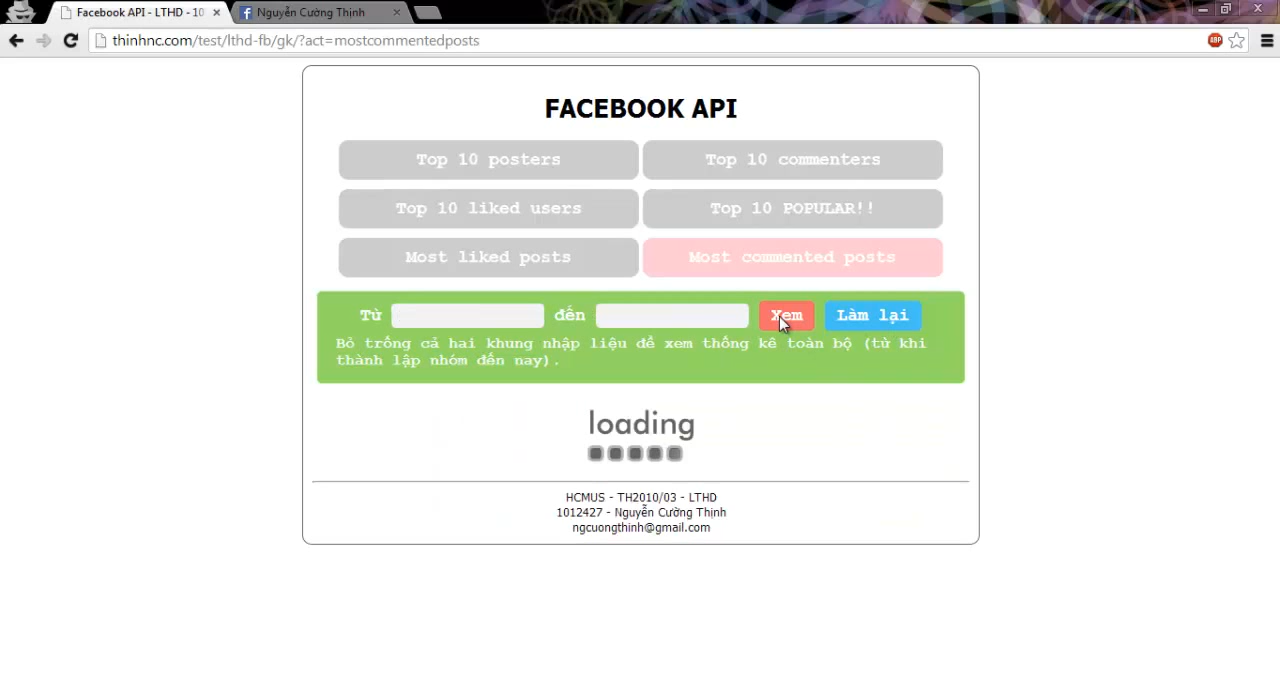 Facebook API - LTHD - 10
Nguyễn Cường Thịnh
thinhnc.com/test/lthd-fb/gk/?act=mostcommentedposts
ABP
FACEBOOK API
Top 10 posters
Top 10 commenters
Top 10 liked users
Top 10 POPULAR!!
Most liked posts
Most commented posts
Từ đến Xem Làm lại
Bỏ trống cả hai khung nhập liệu để xem thống kê toàn bộ (từ khi
thành lập nhóm đến nay).
loading
HCMUS - TH2010/03 - LTHD
1012427 - Nguyễn Cường Thịnh
ngcuongthinh@gmail.com